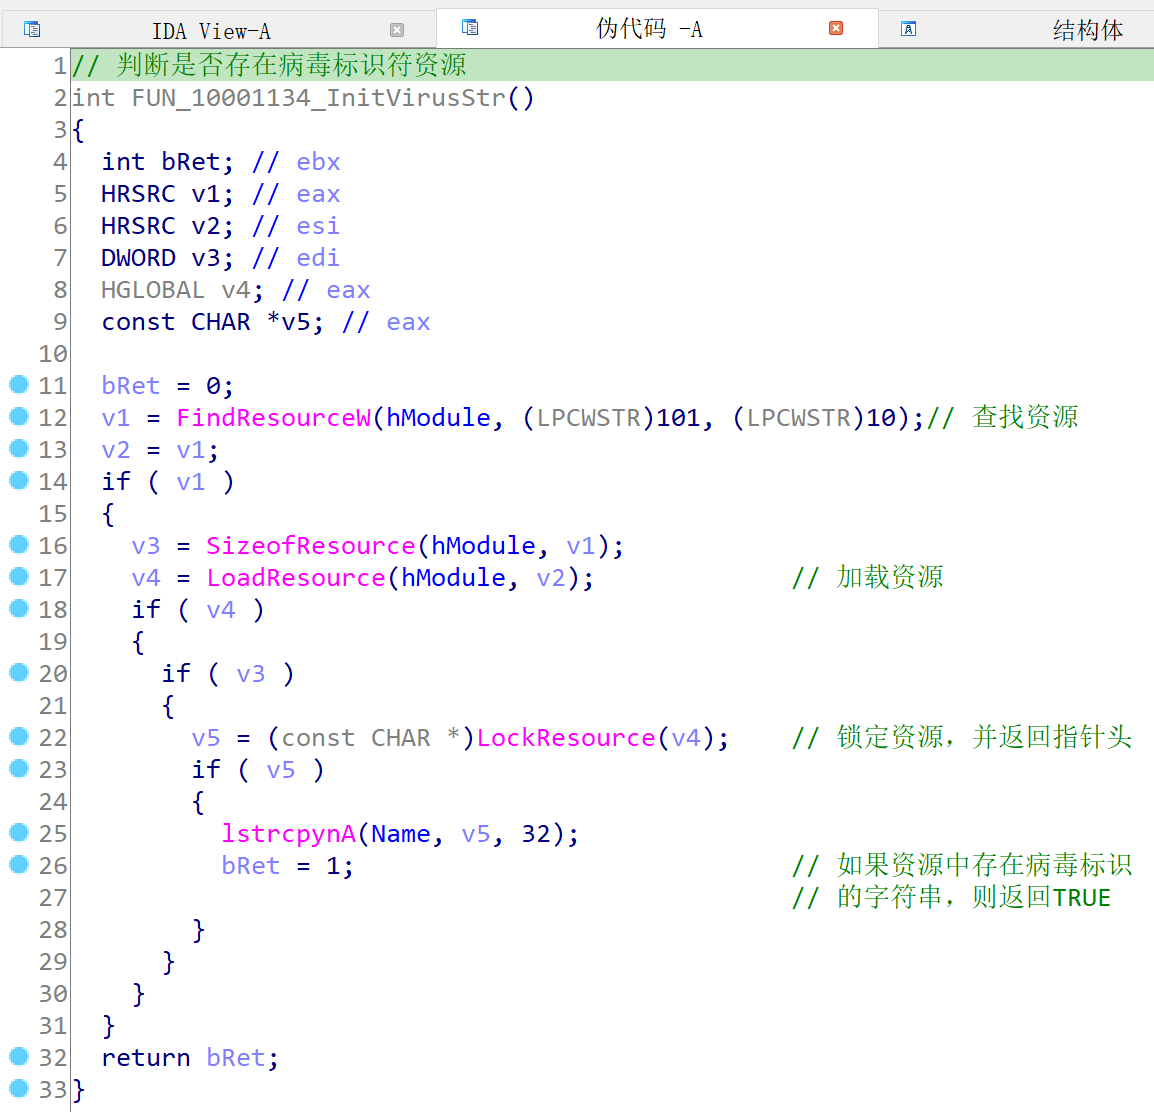 IDA View-A 伪代码 -A 结构体
1 // 判断是否存在病毒标识符资源
2 int FUN_10001134_InitVirusStr()
3 {
4   int bRet; // ebx
5   HRSRC v1; // eax
6   HRSRC v2; // esi
7   DWORD v3; // edi
8   HGLOBAL v4; // eax
9   const CHAR *v5; // eax
10
11   bRet = 0;
12   v1 = FindResourceW(hModule, (LPCWSTR)101, (LPCWSTR)10);// 查找资源
13   v2 = v1;
14   if ( v1 )
15   {
16     v3 = SizeofResource(hModule, v1);
17     v4 = LoadResource(hModule, v2);             // 加载资源
18     if ( v4 )
19     {
20       if ( v3 )
21       {
22         v5 = (const CHAR *)LockResource(v4);    // 锁定资源，并返回指针头
23         if ( v5 )
24         {
25           lstrcpynA(Name, v5, 32);
26           bRet = 1;                             // 如果资源中存在病毒标识
27                                                 // 的字符串，则返回TRUE
28         }
29       }
30     }
31   }
32   return bRet;
33 }